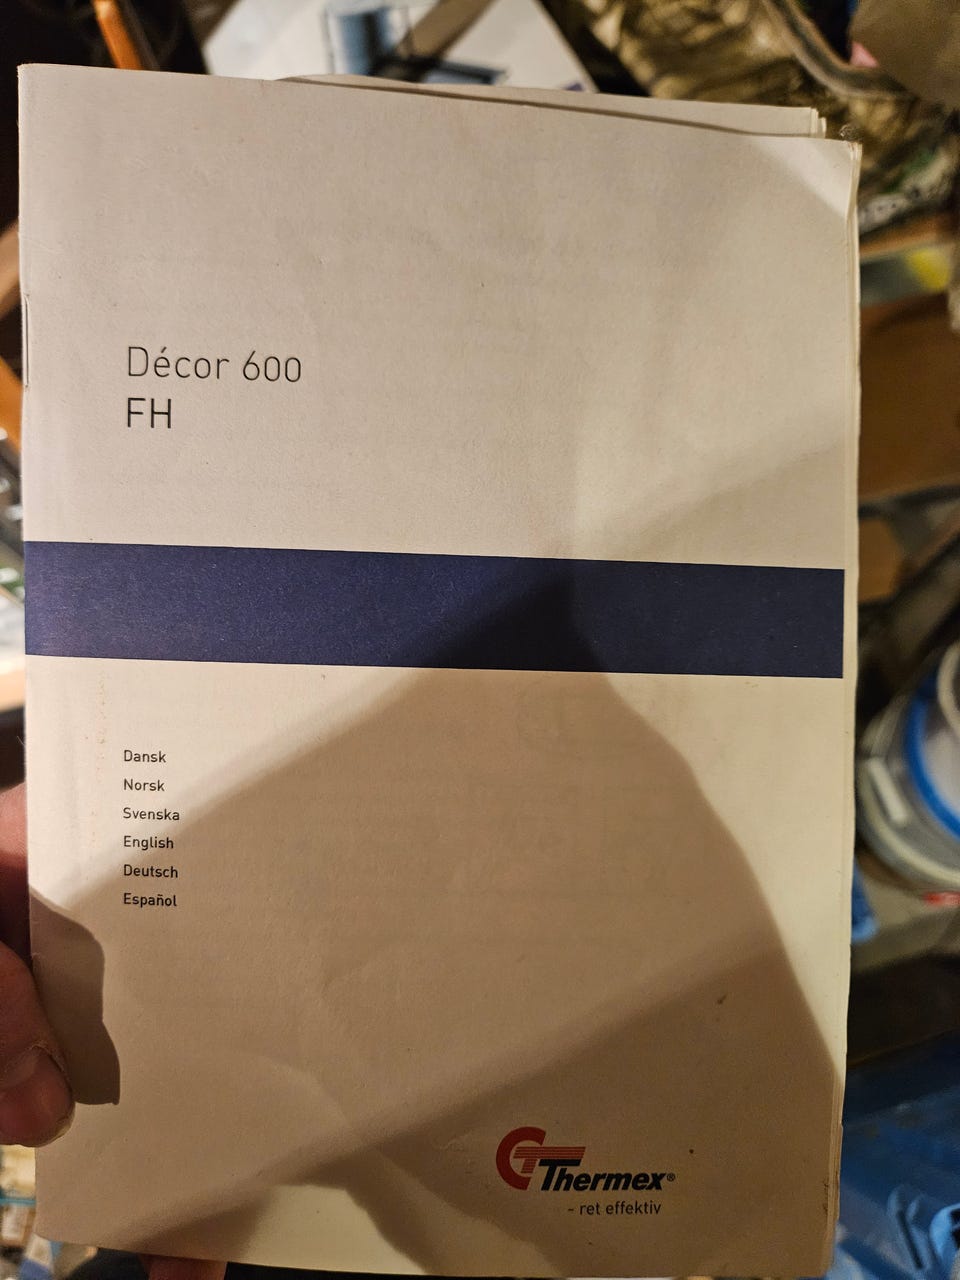 Décor 600
FH
Dansk
Norsk
Svenska
English
Deutsch
Español
Thermex®
- ret effektiv